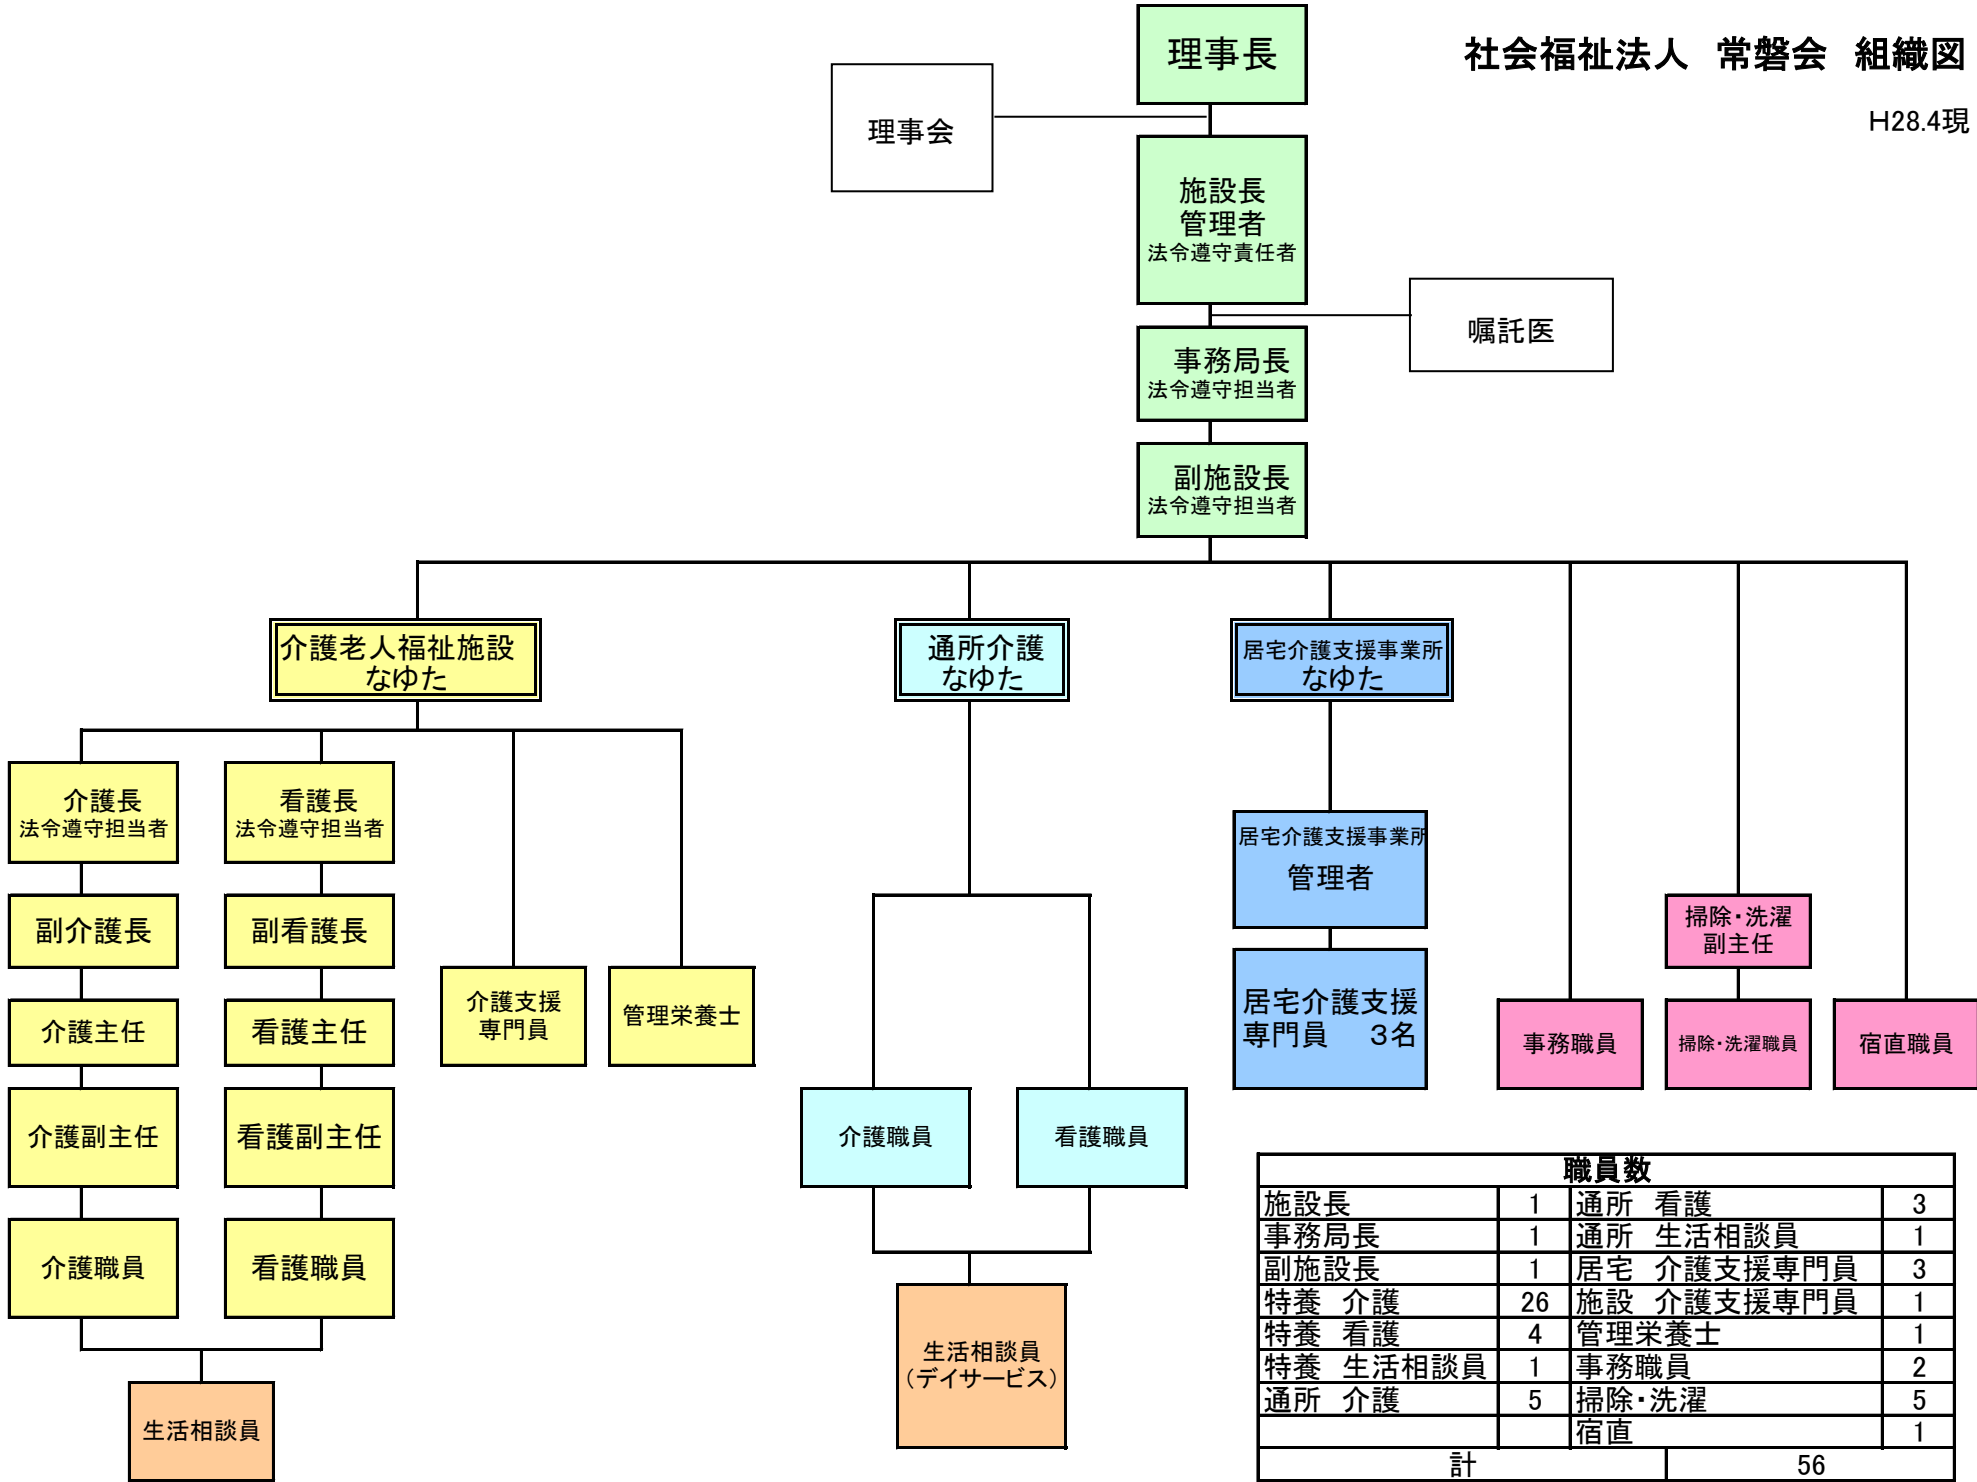 理事長
社会福祉法人　常磐会　組織図
H28.4現
理事会
施設長
管理者
法令遵守責任者
嘱託医
事務局長
法令遵守担当者
副施設長
法令遵守担当者
介護老人福祉施設
なゆた
通所介護
なゆた
居宅介護支援事業所
なゆた
介護長
法令遵守担当者
看護長
法令遵守担当者
居宅介護支援事業所
管理者
副介護長
副看護長
掃除・洗濯
副主任
介護主任
看護主任
介護支援
専門員
管理栄養士
居宅介護支援
専門員　3名
事務職員
掃除・洗濯職員
宿直職員
介護副主任
看護副主任
介護職員
看護職員
介護職員
看護職員
生活相談員
生活相談員
（デイサービス）
職員数
施設長 1 通所　看護 3
事務局長 1 通所　生活相談員 1
副施設長 1 居宅　介護支援専門員 3
特養　介護 26 施設　介護支援専門員 1
特養　看護 4 管理栄養士 1
特養　生活相談員 1 事務職員 2
通所　介護 5 掃除・洗濯 5
宿直 1
計 56